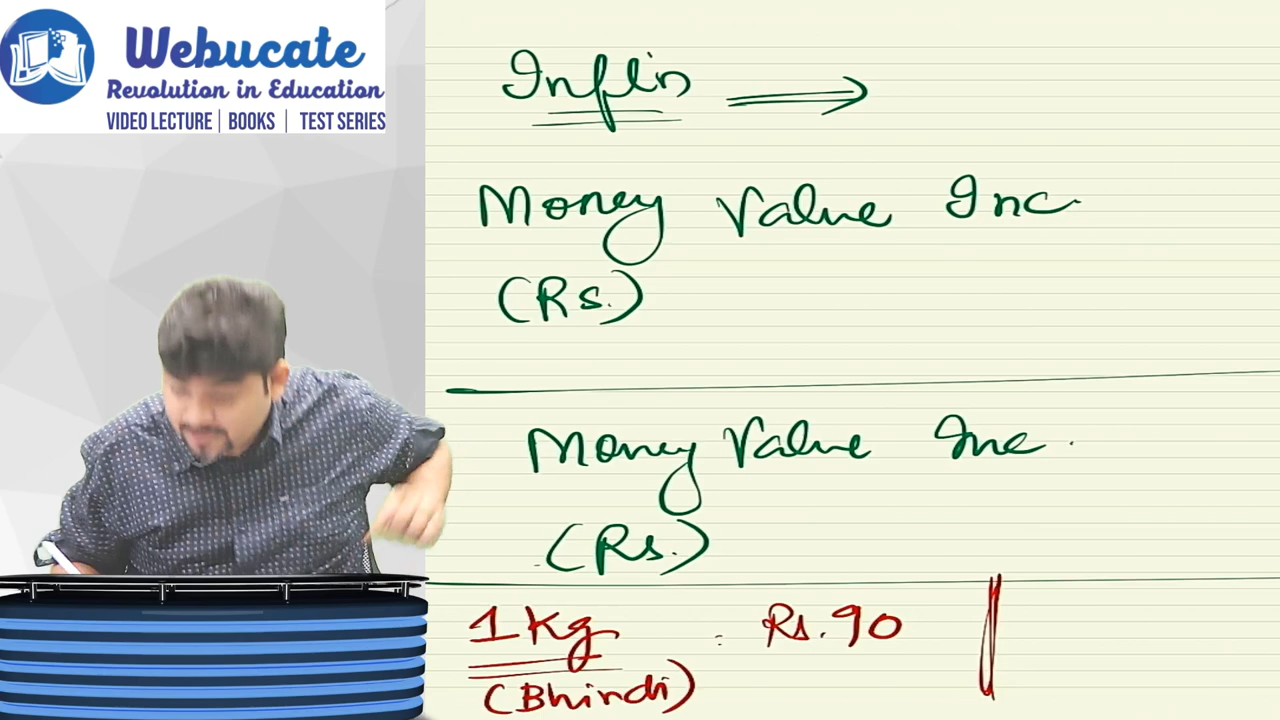 Webucate
Revolution in Education
VIDEO LECTURE | BOOKS | TEST SERIES
Infln
Money Value Inc.
(Rs.)
Money Value Inc.
(Rs.)
1 Kg : Rs. 90
(Bhindi)